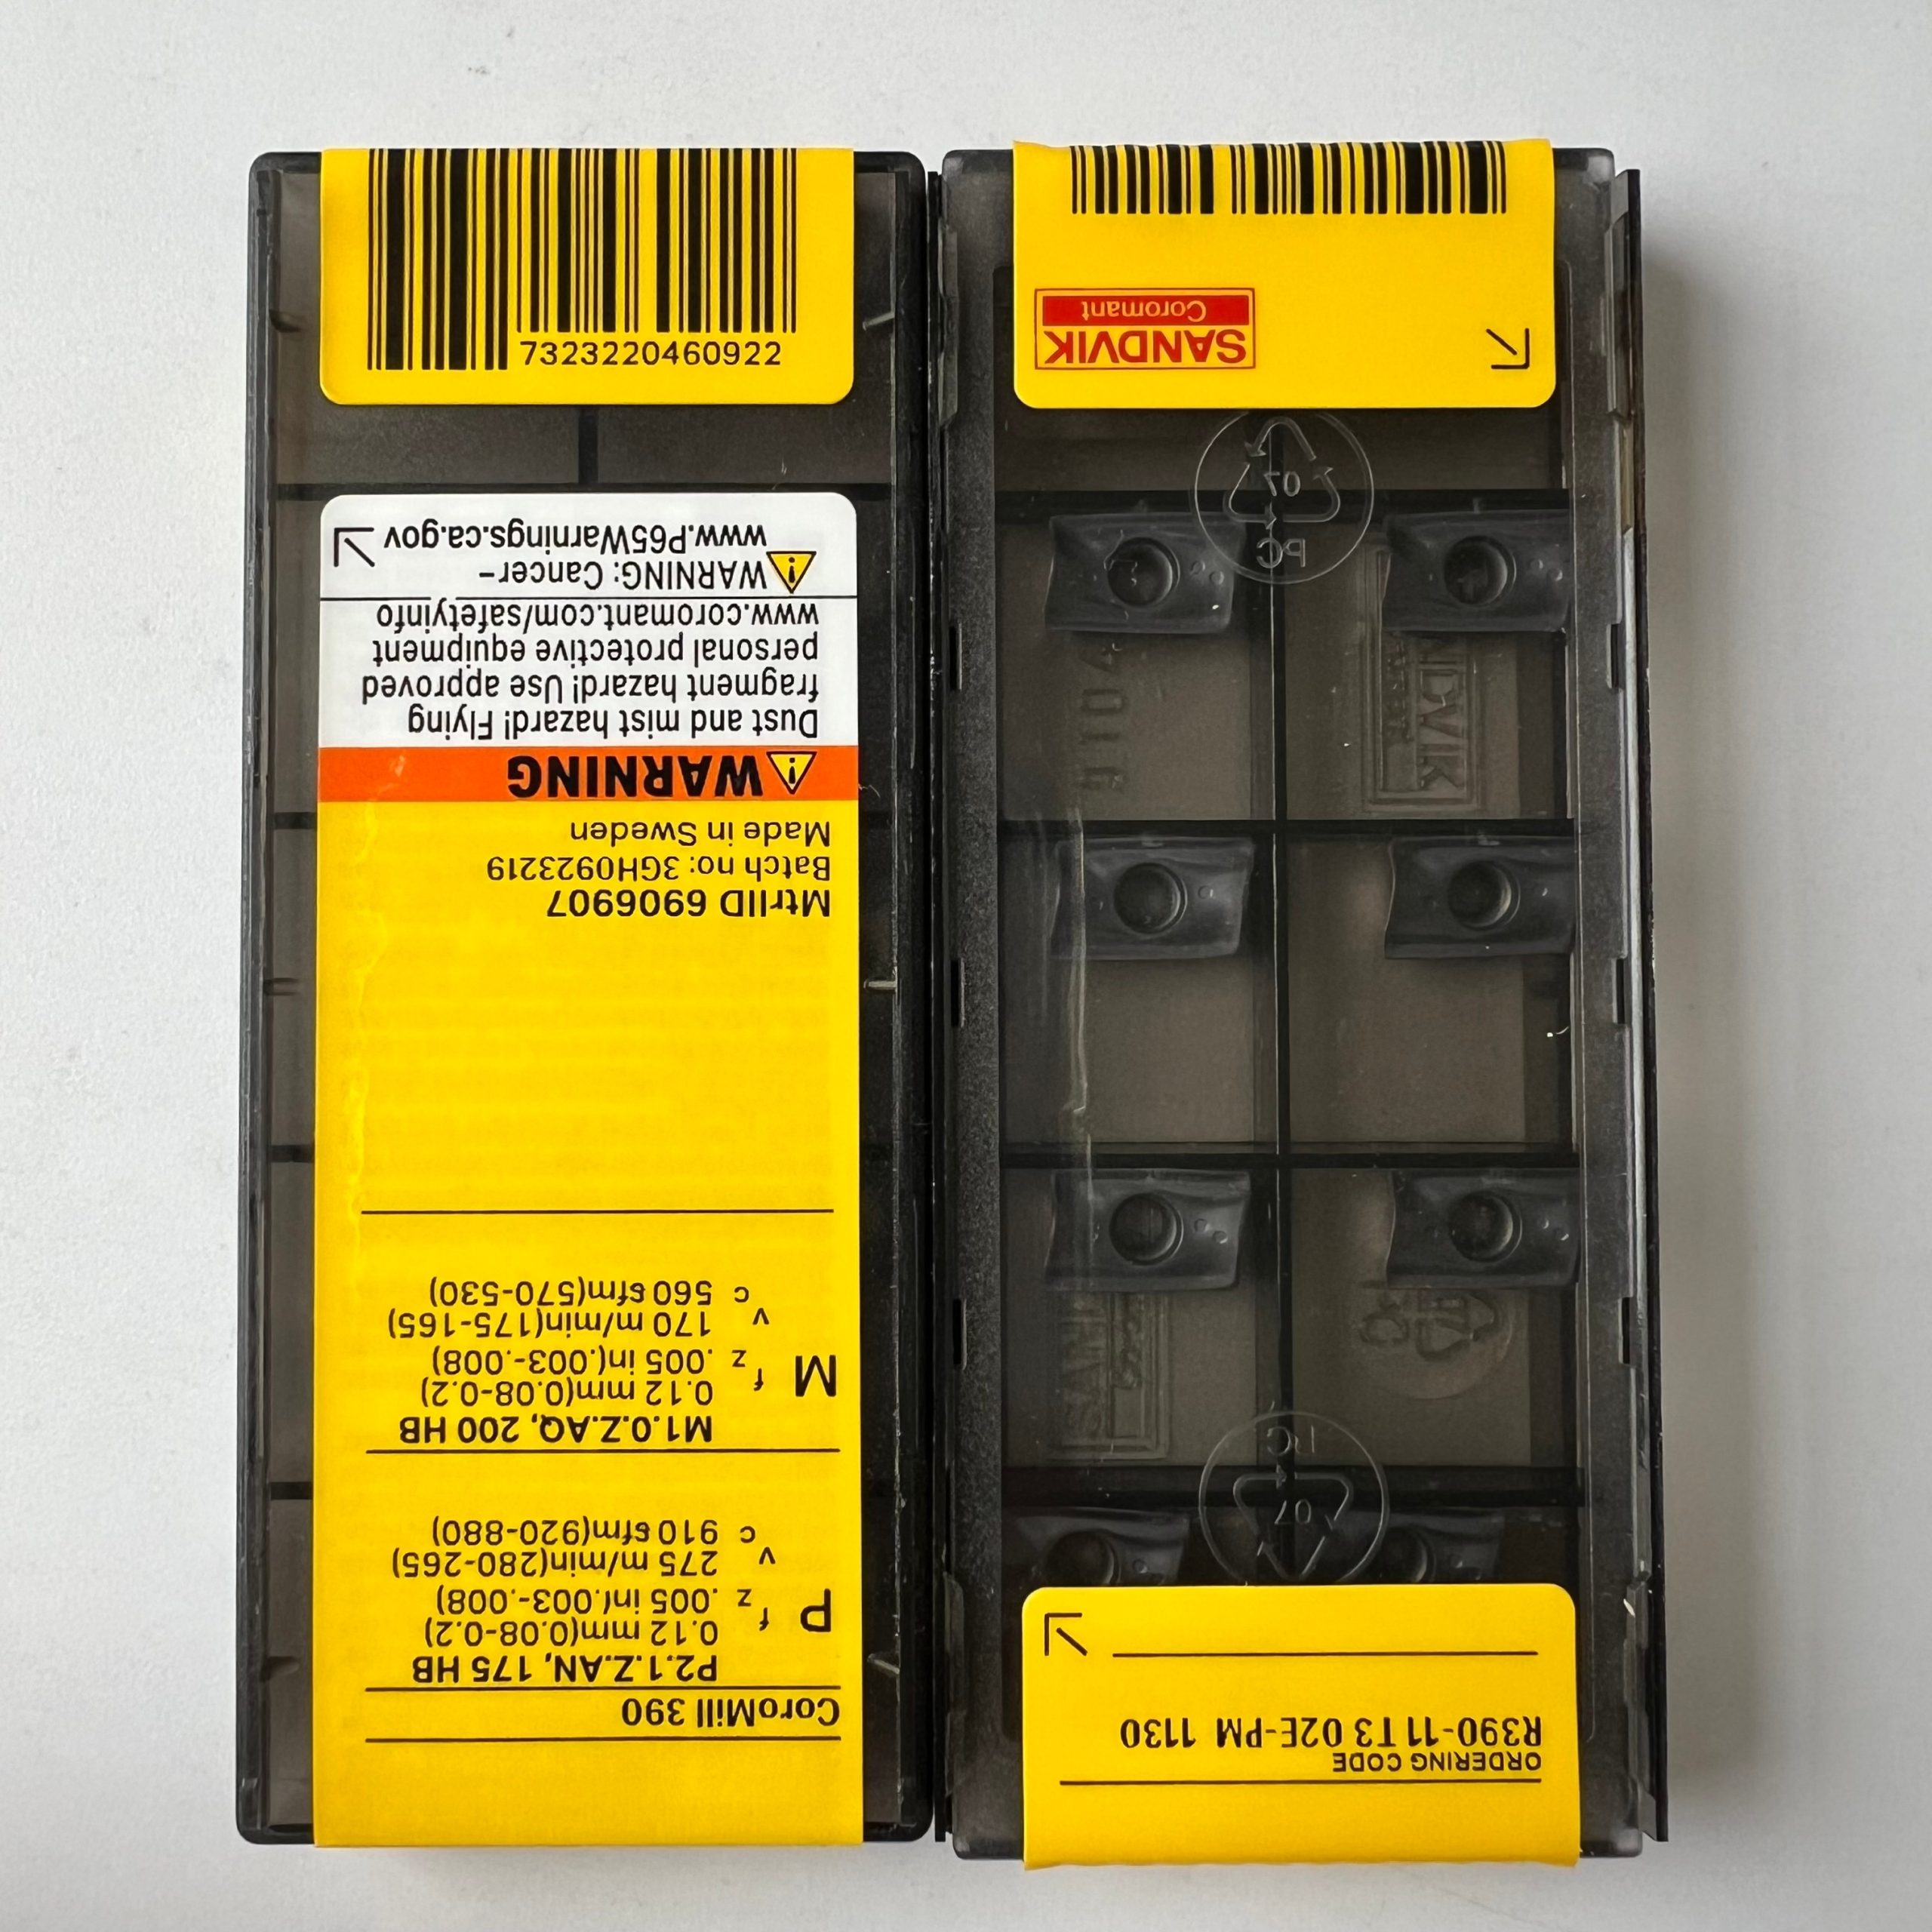 7323220460922
CoroMill 390
P2.1.Z.AN, 175 HB
P
f z 0.12 mm(0.08-0.2)
.005 in(.003-.008)
v c 275 m/min(280-265)
910 sfm(920-880)
M1.0.Z.AQ, 200 HB
M
f z 0.12 mm(0.08-0.2)
.005 in(.003-.008)
v c 170 m/min(175-165)
560 sfm(570-530)
MtrlID 6906907
Batch no: 3GH0923219
Made in Sweden
WARNING
Dust and mist hazard! Flying
fragment hazard! Use approved
personal protective equipment
www.coromant.com/safetyinfo
WARNING: Cancer-
www.P65Warnings.ca.gov
ORDERING CODE
R390-11 T3 02E-PM 1130
07
PC
07
PC
SANDVIK
Coromant